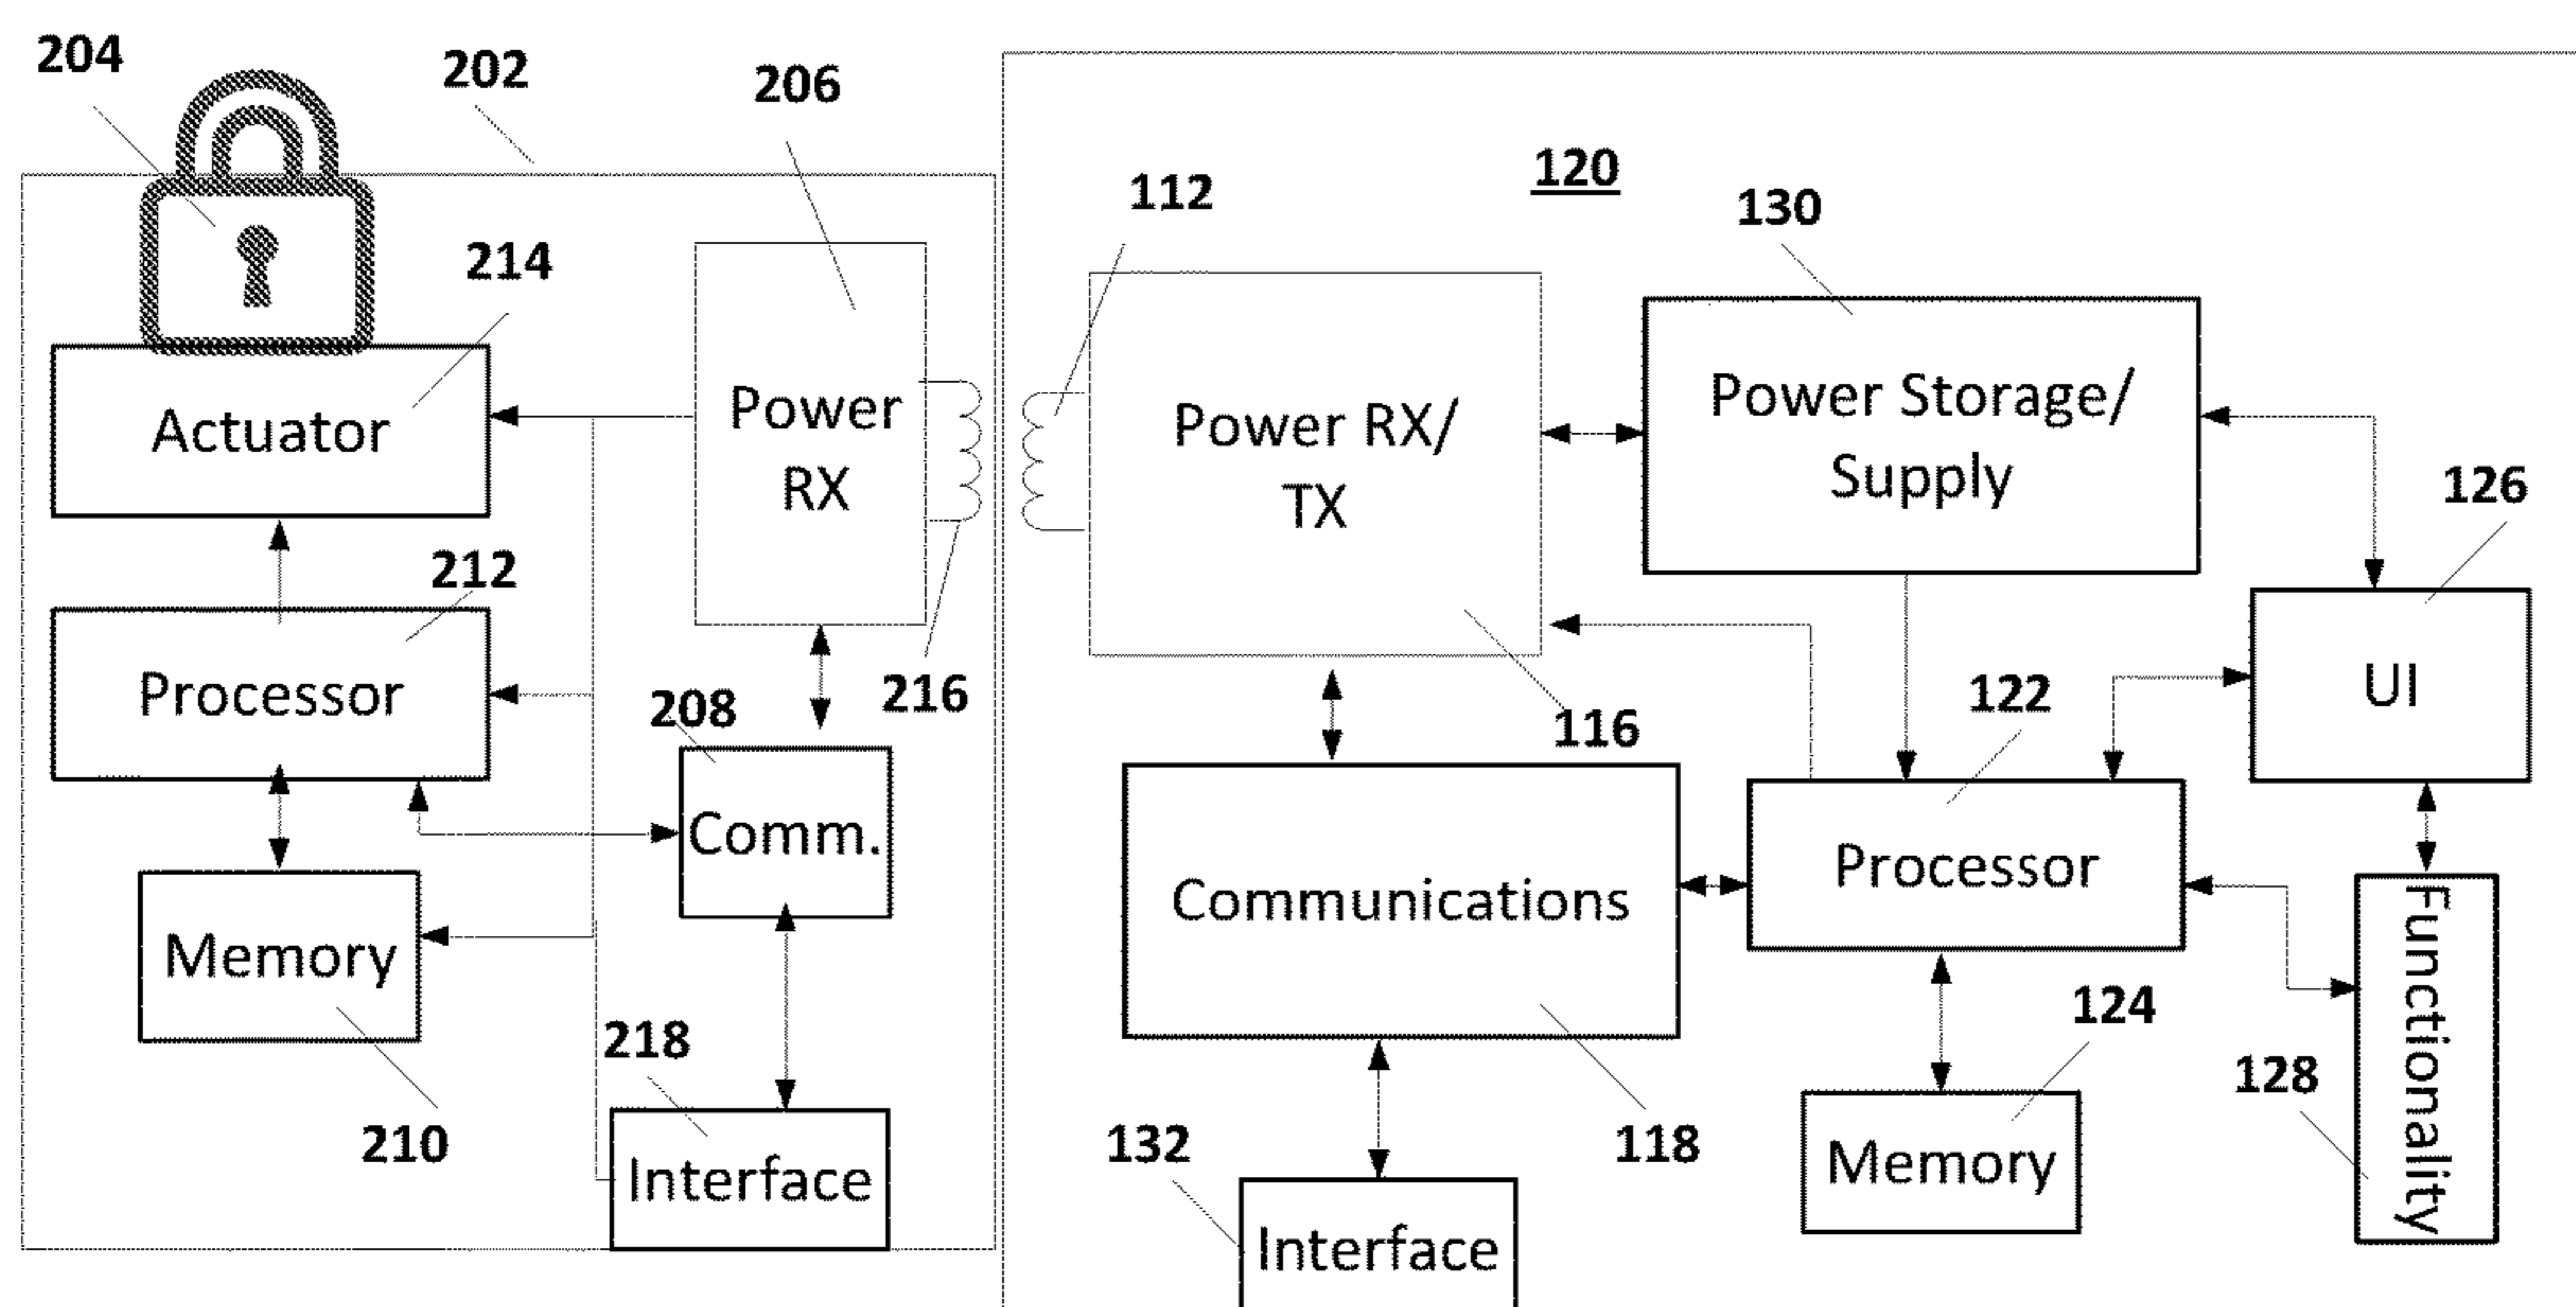 204
202
206
120
112
130
214
Power Storage/
Supply
126
Power
RX
Power RX/
TX
Actuator
212
216
208
116
122
UI
Processor
Comm.
Processor
Communications
Functionality
Memory
218
124
128
210
132
118
Memory
Interface
Interface